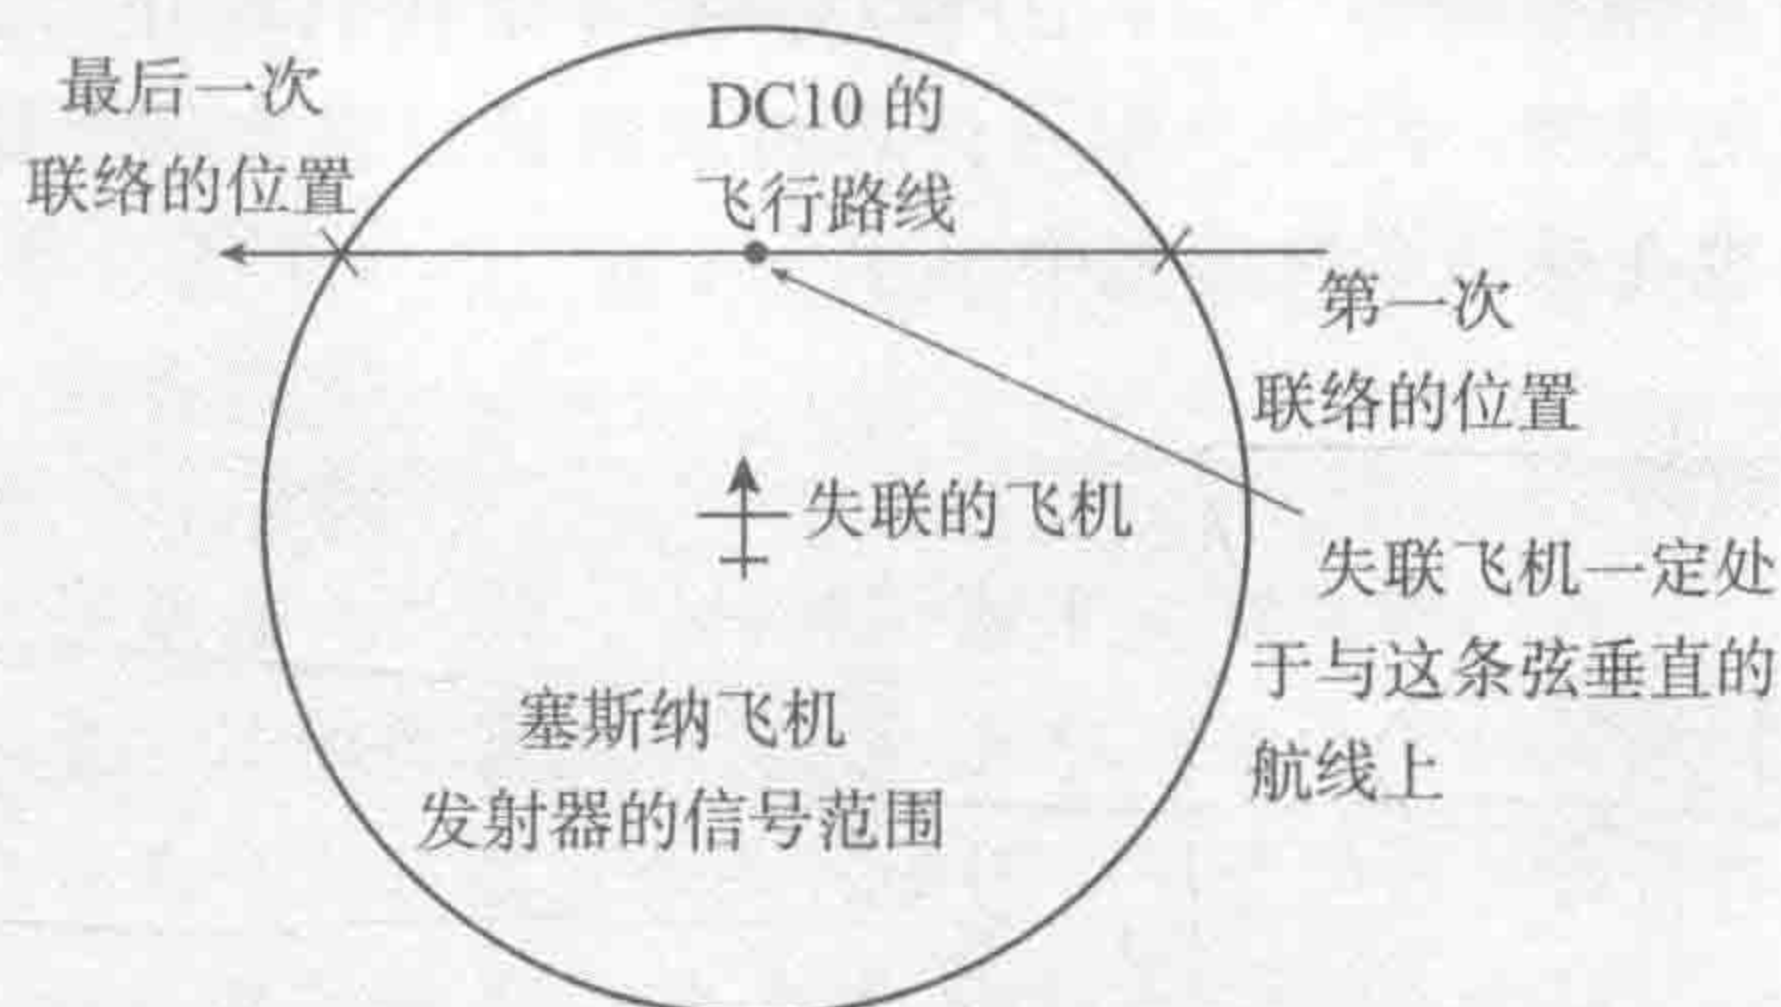 最后一次
联络的位置
DC10 的
飞行路线
第一次
联络的位置
失联的飞机
失联飞机一定处
于与这条弦垂直的
航线上
塞斯纳飞机
发射器的信号范围